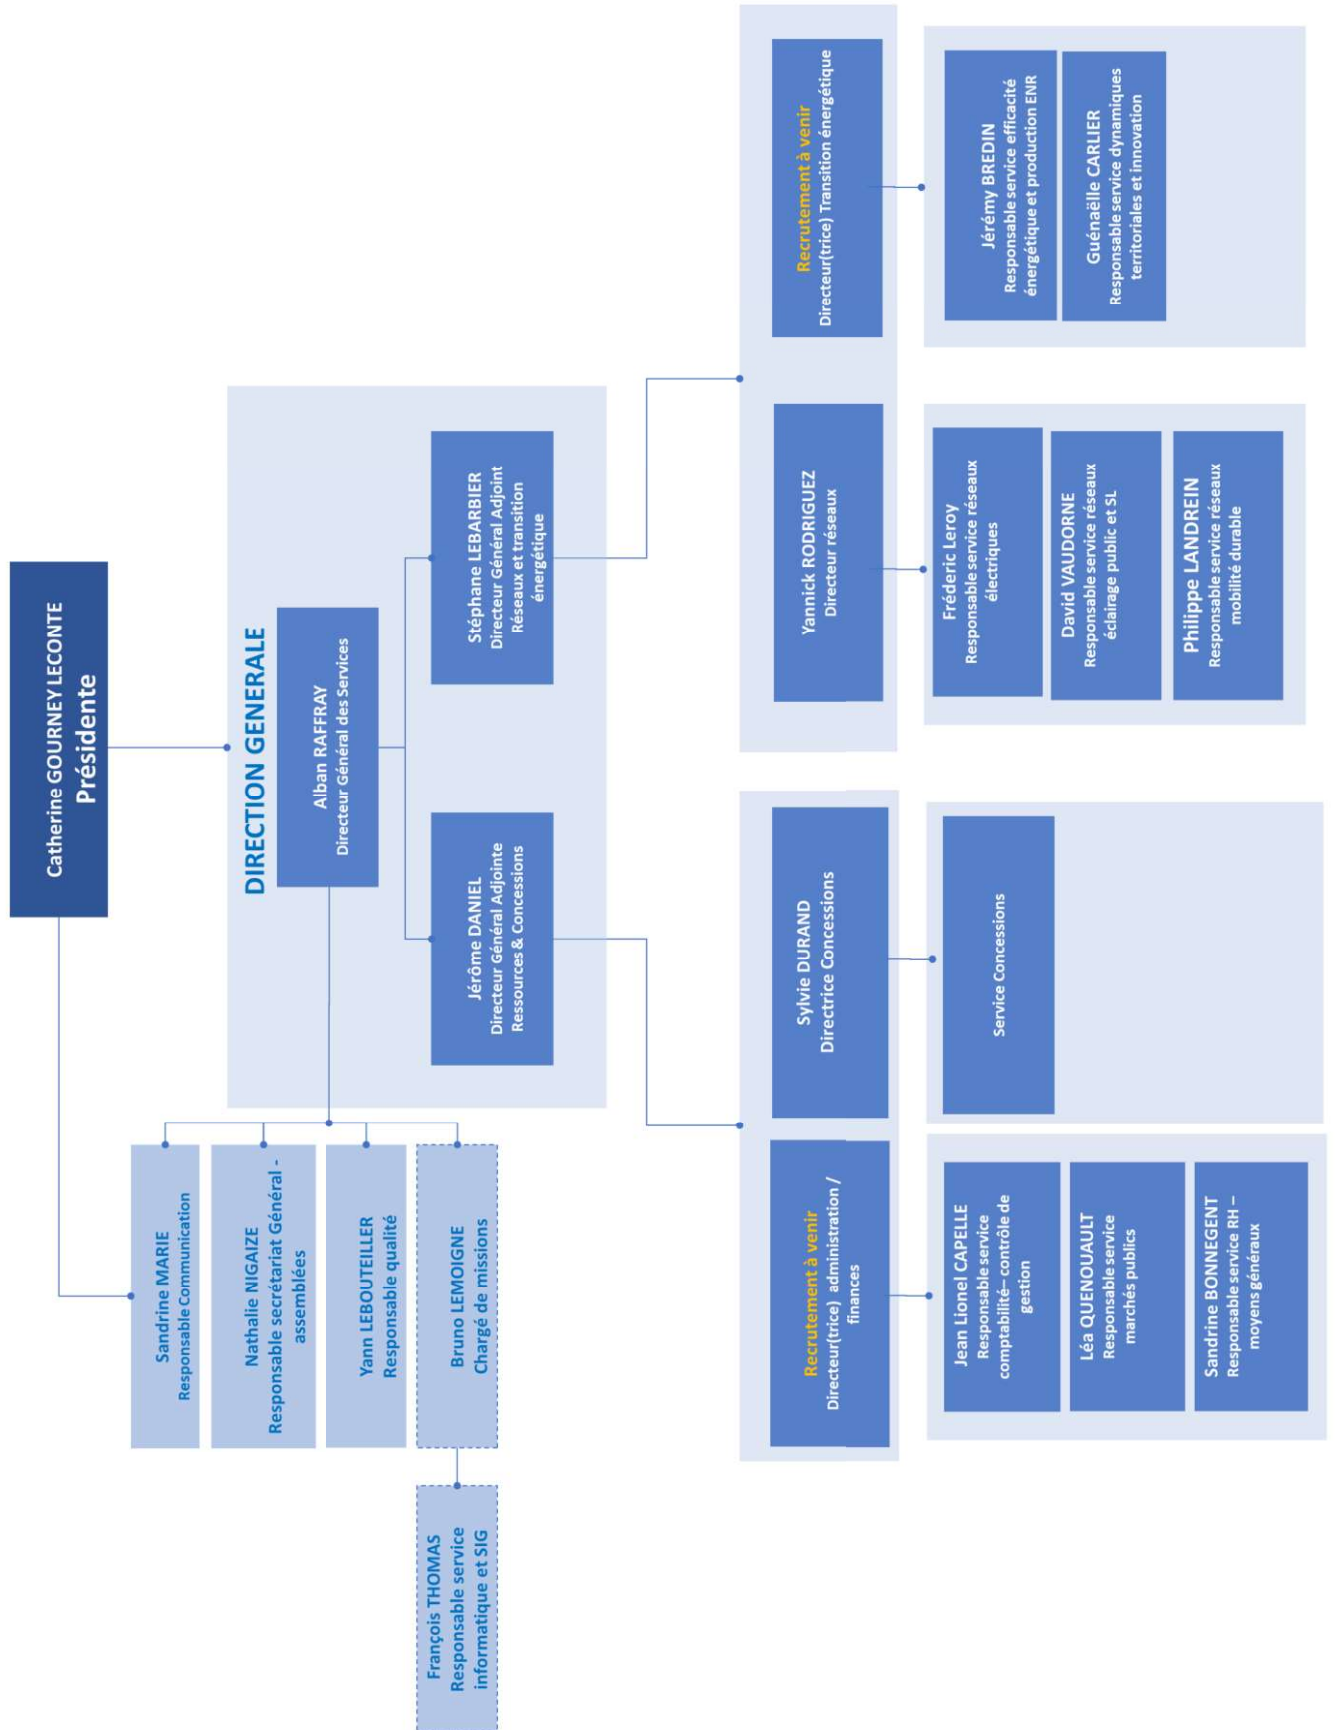 Catherine GOURNEY LECONTE
Présidente
Sandrine MARIE
Responsable Communication
Nathalie NIGAIZE
Responsable secrétariat Général -
assemblées
Yann LEBOUTEILLER
Responsable qualité
Bruno LEMOIGNE
Chargé de missions
François THOMAS
Responsable service
informatique et SIG
DIRECTION GENERALE
Alban RAFFRAY
Directeur Général des Services
Jérôme DANIEL
Directeur Général Adjointe
Ressources & Concessions
Stéphane LEBARBIER
Directeur Général Adjoint
Réseaux et transition
énergétique
Recrutement à venir
Directeur(trice) administration /
finances
Sylvie DURAND
Directrice Concessions
Yannick RODRIGUEZ
Directeur réseaux
Recrutement à venir
Directeur(trice) Transition énergétique
Jean Lionel CAPELLE
Responsable service
comptabilité– contrôle de
gestion
Léa QUENOUAULT
Responsable service
marchés publics
Sandrine BONNEGENT
Responsable service RH –
moyens généraux
Service Concessions
Fréderic Leroy
Responsable service réseaux
électriques
David VAUDORNE
Responsable service réseaux
éclairage public et SL
Philippe LANDREIN
Responsable service réseaux
mobilité durable
Jérémy BREDIN
Responsable service efficacité
énergétique et production ENR
Guénaëlle CARLIER
Responsable service dynamiques
territoriales et innovation